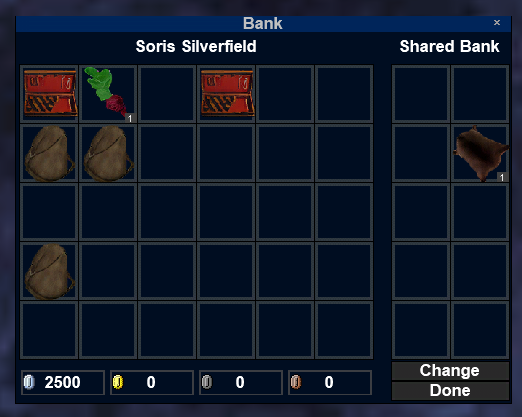 Bank
×
Soris Silverfield
Shared Bank
1
1
2500
0
0
0
Change
Done